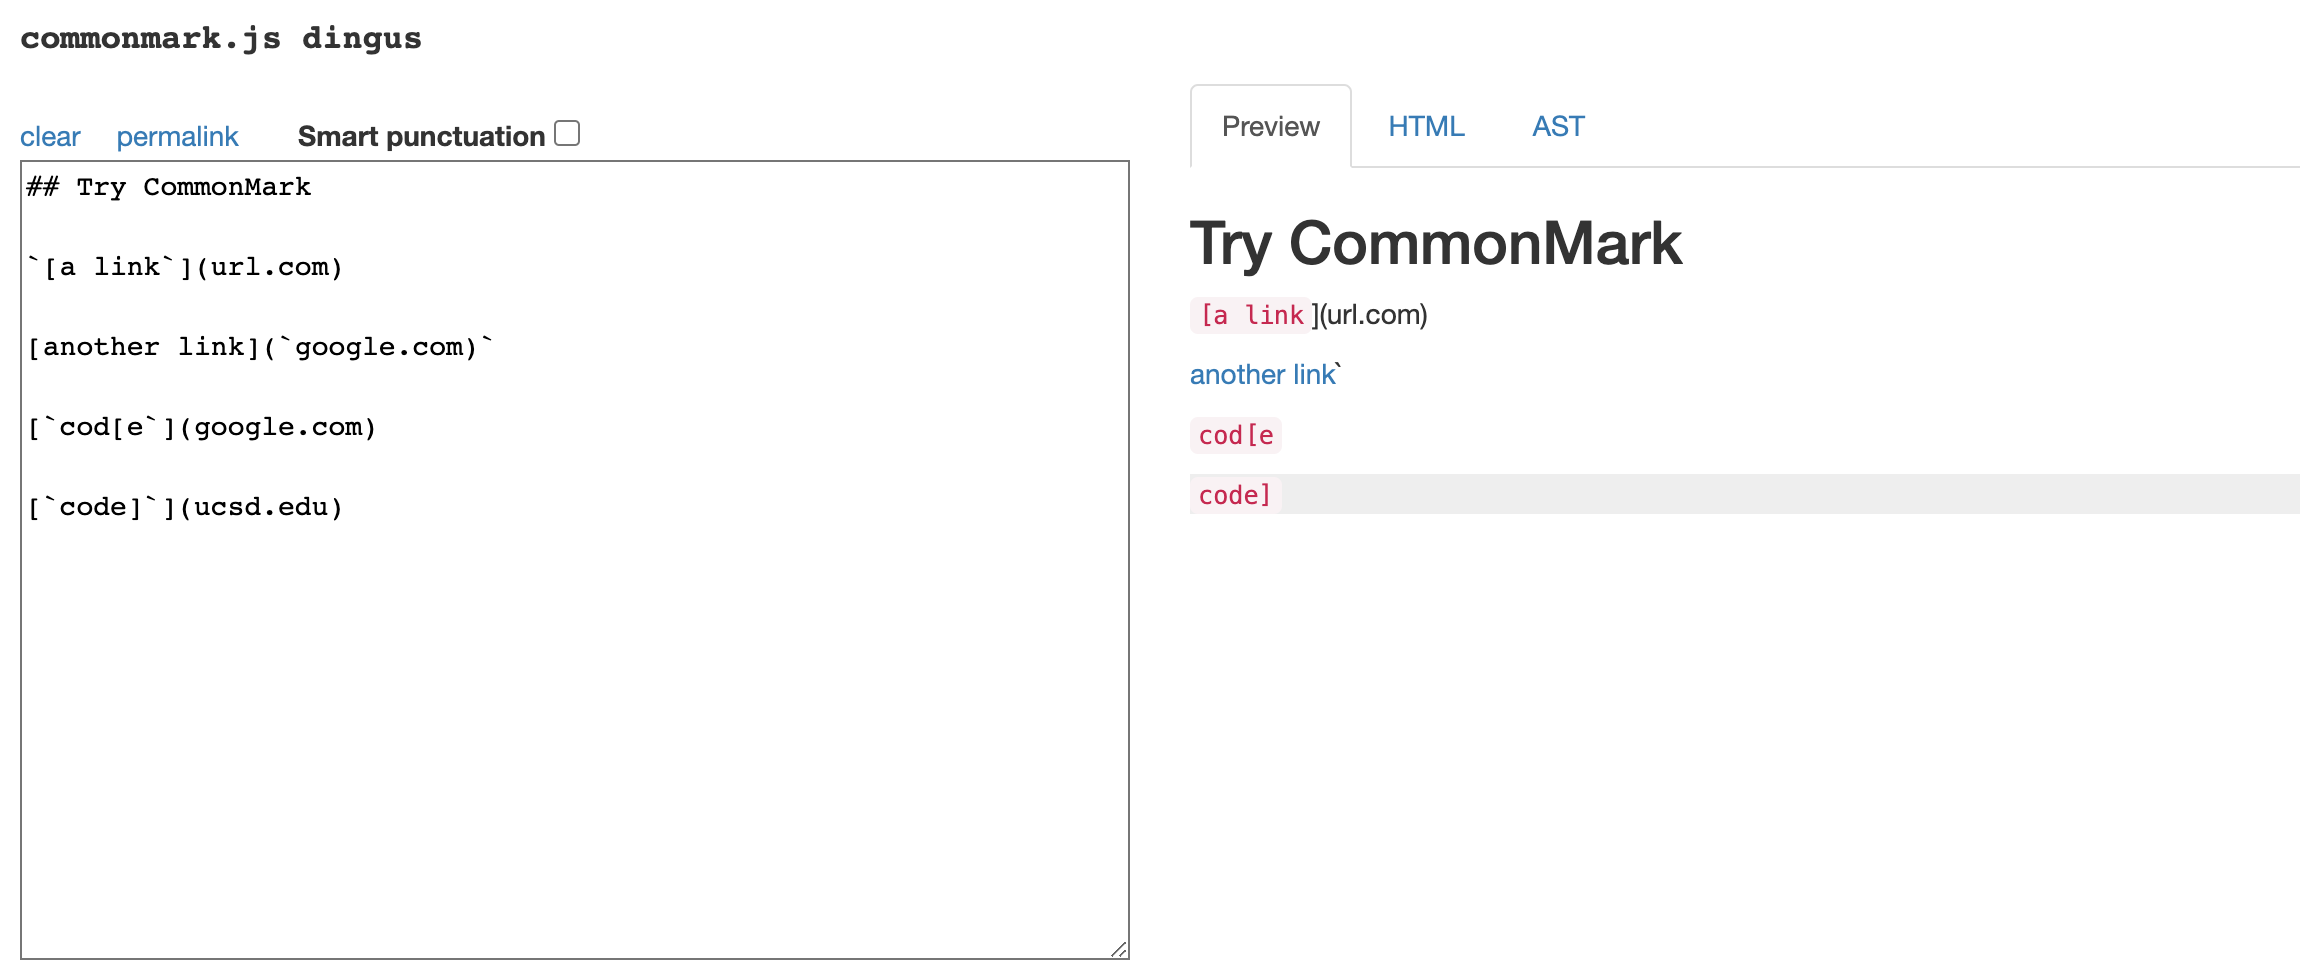 commonmark.js dingus
clear permalink Smart punctuation
## Try CommonMark
`[a link`](url.com)
[another link](`google.com)`
[`cod[e`](google.com)
[`code]`](ucsd.edu)
Preview HTML AST
Try CommonMark
[a link](url.com)
another link`
cod[e
code]